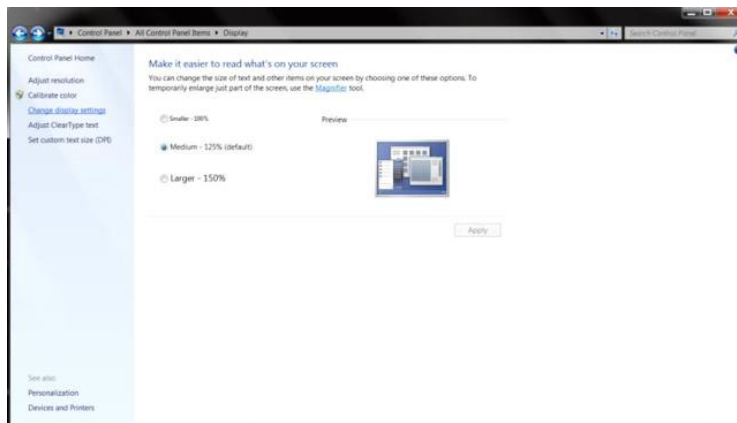 Control Panel ▸ All Control Panel Items ▸ Display
Search Control Panel
Control Panel Home
Adjust resolution
Calibrate color
Change display settings
Adjust ClearType text
Set custom text size (DPI)
Make it easier to read what's on your screen
You can change the size of text and other items on your screen by choosing one of these options. To
temporarily enlarge just part of the screen, use the Magnifier tool.
Smaller - 100%
Preview
Medium - 125% (default)
Larger - 150%
Apply
See also
Personalization
Devices and Printers